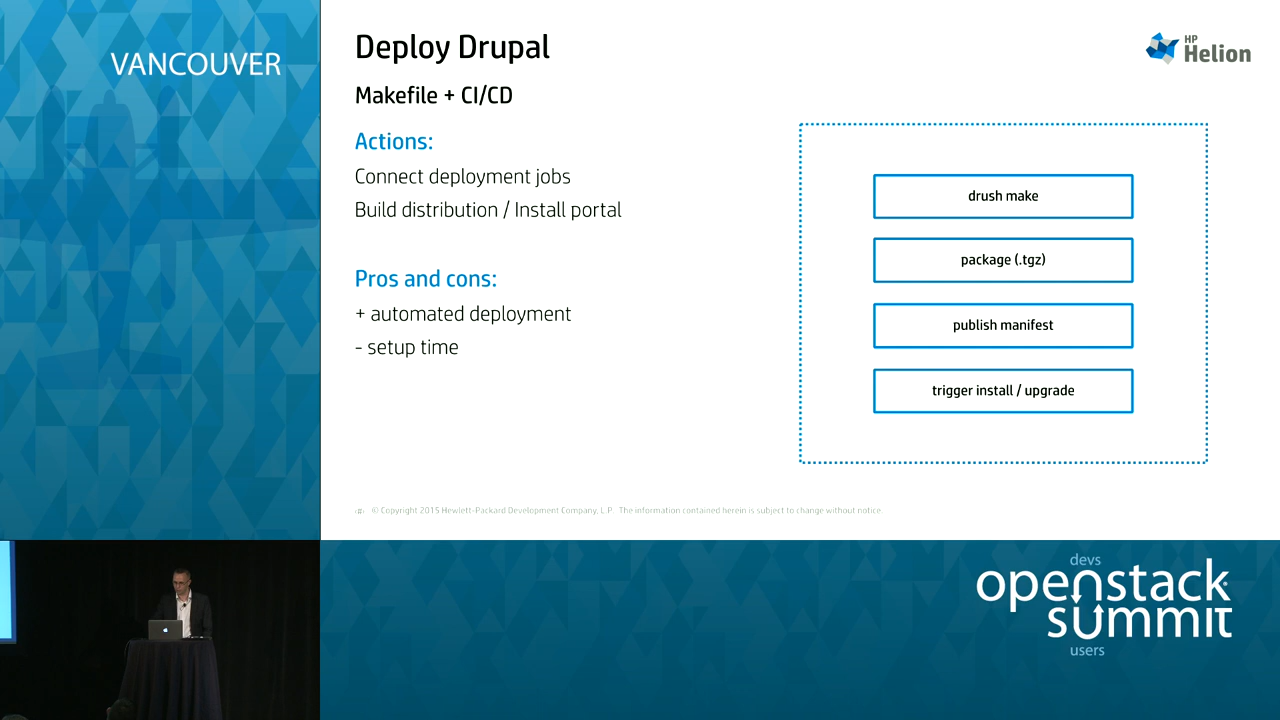 VANCOUVER
Deploy Drupal
HP
Helion
Makefile + CI/CD
Actions:
Connect deployment jobs
Build distribution / Install portal
Pros and cons:
+ automated deployment
- setup time
drush make
package (.tgz)
publish manifest
trigger install / upgrade
‹#› © Copyright 2015 Hewlett-Packard Development Company, L.P. The information contained herein is subject to change without notice.
devs
openstack
summit
users